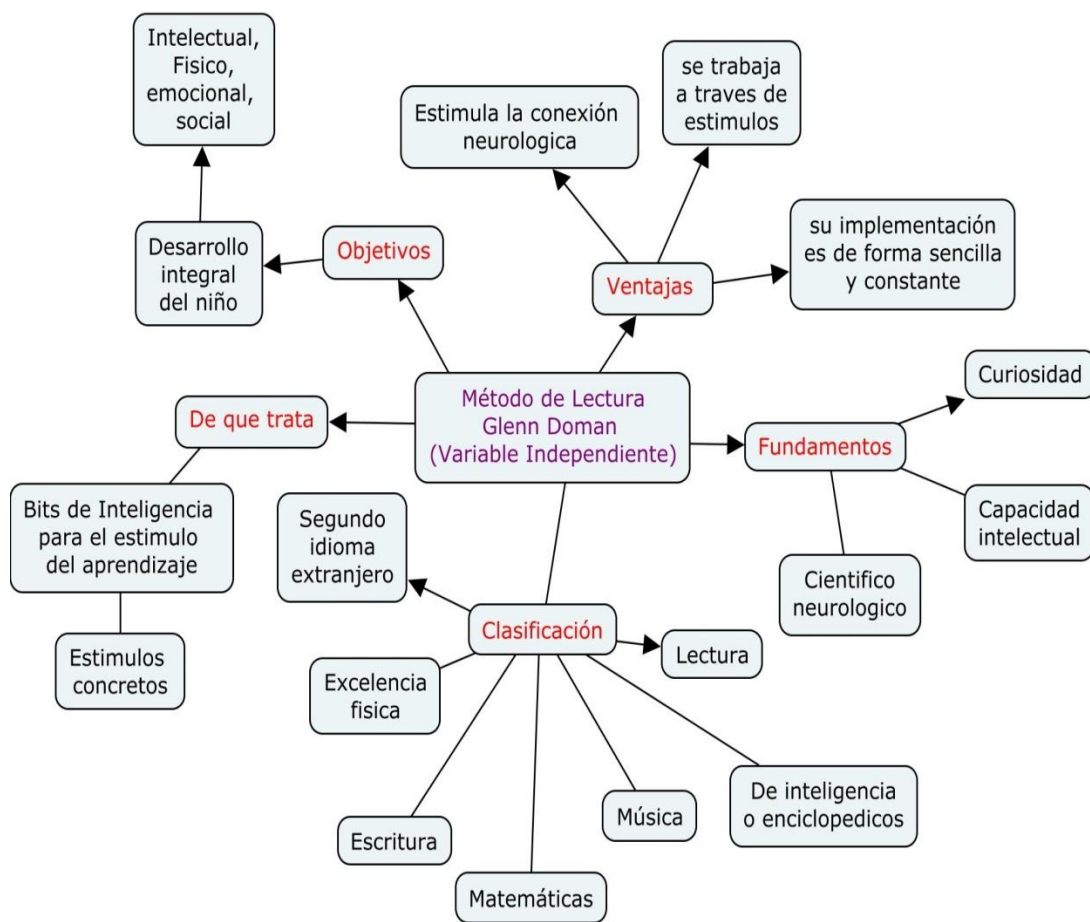 Intelectual,
Fisico,
emocional,
social
se trabaja
a traves de
estimulos
Estimula la conexión
neurologica
Desarrollo
integral
del niño
Objetivos
Ventajas
su implementación
es de forma sencilla
y constante
Método de Lectura
Glenn Doman
(Variable Independiente)
De que trata
Bits de Inteligencia
para el estimulo
del aprendizaje
Estimulos
concretos
Fundamentos
Curiosidad
Capacidad
intelectual
Cientifico
neurologico
Segundo
idioma
extranjero
Clasificación
Lectura
Excelencia
fisica
Escritura
Matemáticas
Música
De inteligencia
o enciclopedicos